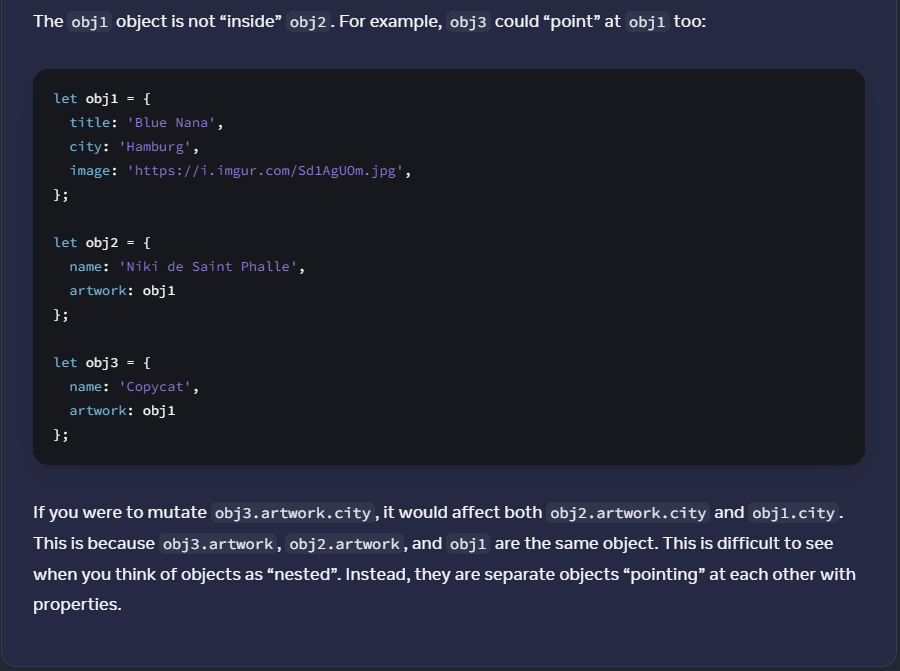 The obj1 object is not “inside” obj2. For example, obj3 could “point” at obj1 too:
let obj1 = {
  title: 'Blue Nana',
  city: 'Hamburg',
  image: 'https://i.imgur.com/Sd1AgUOm.jpg',
};
let obj2 = {
  name: 'Niki de Saint Phalle',
  artwork: obj1
};
let obj3 = {
  name: 'Copycat',
  artwork: obj1
};
If you were to mutate obj3.artwork.city, it would affect both obj2.artwork.city and obj1.city.
This is because obj3.artwork, obj2.artwork, and obj1 are the same object. This is difficult to see
when you think of objects as “nested”. Instead, they are separate objects “pointing” at each other with
properties.